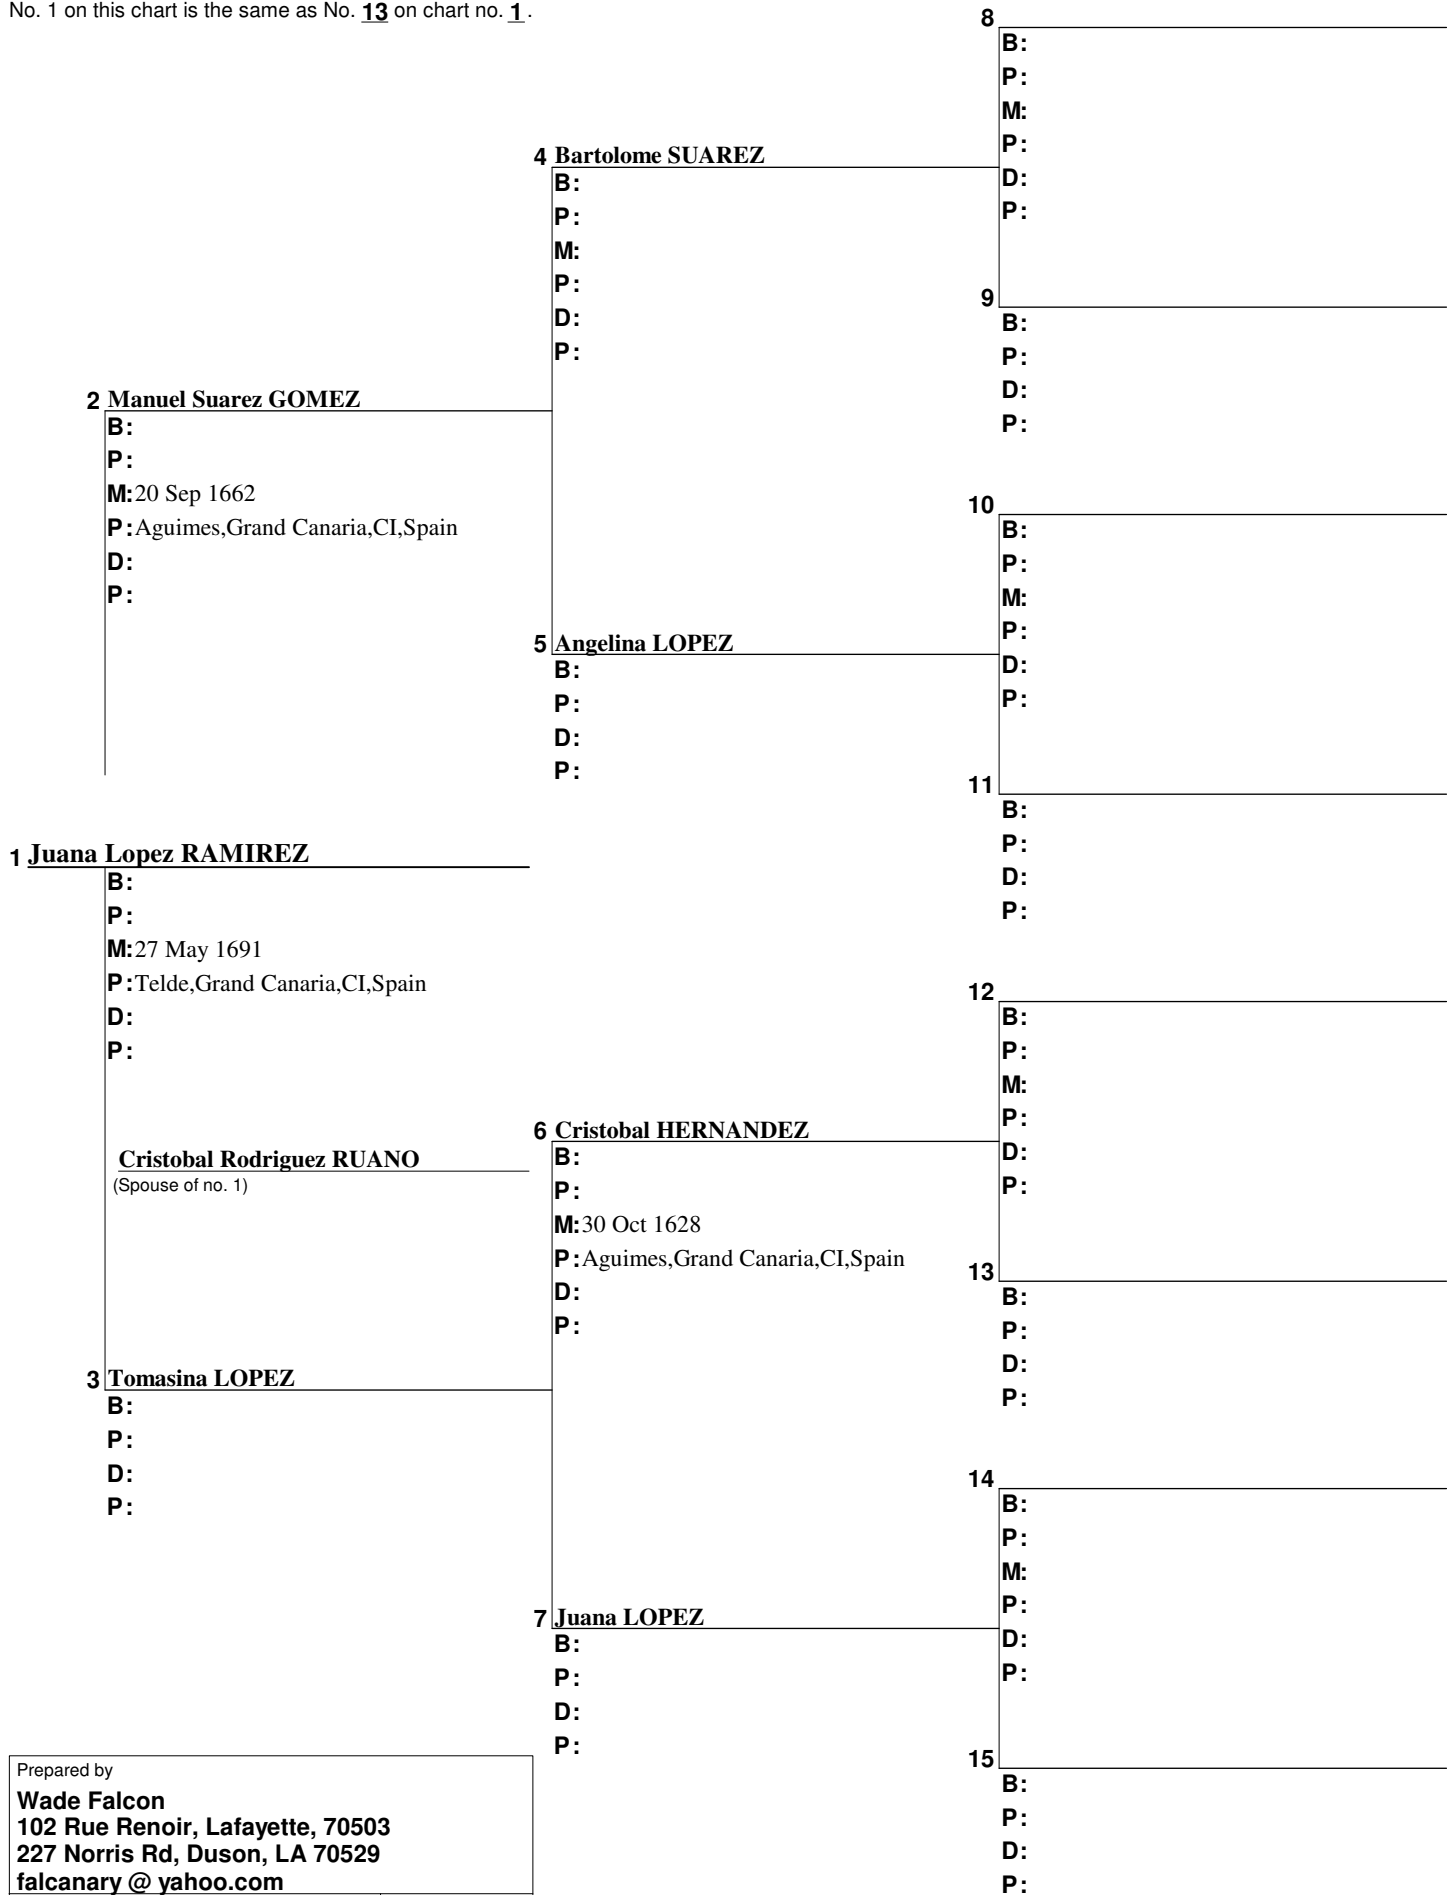 No. 1 on this chart is the same as No. 13 on chart no. 1.
8
B:
P:
M:
P:
D:
P:
4 Bartolome SUAREZ
B:
P:
M:
P:
D:
P:
9
B:
P:
D:
P:
2 Manuel Suarez GOMEZ
B:
P:
M: 20 Sep 1662
P: Aguimes,Grand Canaria,CI,Spain
D:
P:
10
B:
P:
M:
P:
D:
P:
5 Angelina LOPEZ
B:
P:
D:
P:
11
B:
P:
D:
P:
1 Juana Lopez RAMIREZ
B:
P:
M: 27 May 1691
P: Telde,Grand Canaria,CI,Spain
D:
P:
Cristobal Rodriguez RUANO
(Spouse of no. 1)
12
B:
P:
M:
P:
D:
P:
6 Cristobal HERNANDEZ
B:
P:
M: 30 Oct 1628
P: Aguimes,Grand Canaria,CI,Spain
D:
P:
13
B:
P:
D:
P:
3 Tomasina LOPEZ
B:
P:
D:
P:
14
B:
P:
M:
P:
D:
P:
7 Juana LOPEZ
B:
P:
D:
P:
15
B:
P:
D:
P:
Prepared by
Wade Falcon
102 Rue Renoir, Lafayette, 70503
227 Norris Rd, Duson, LA 70529
falcanary @ yahoo.com